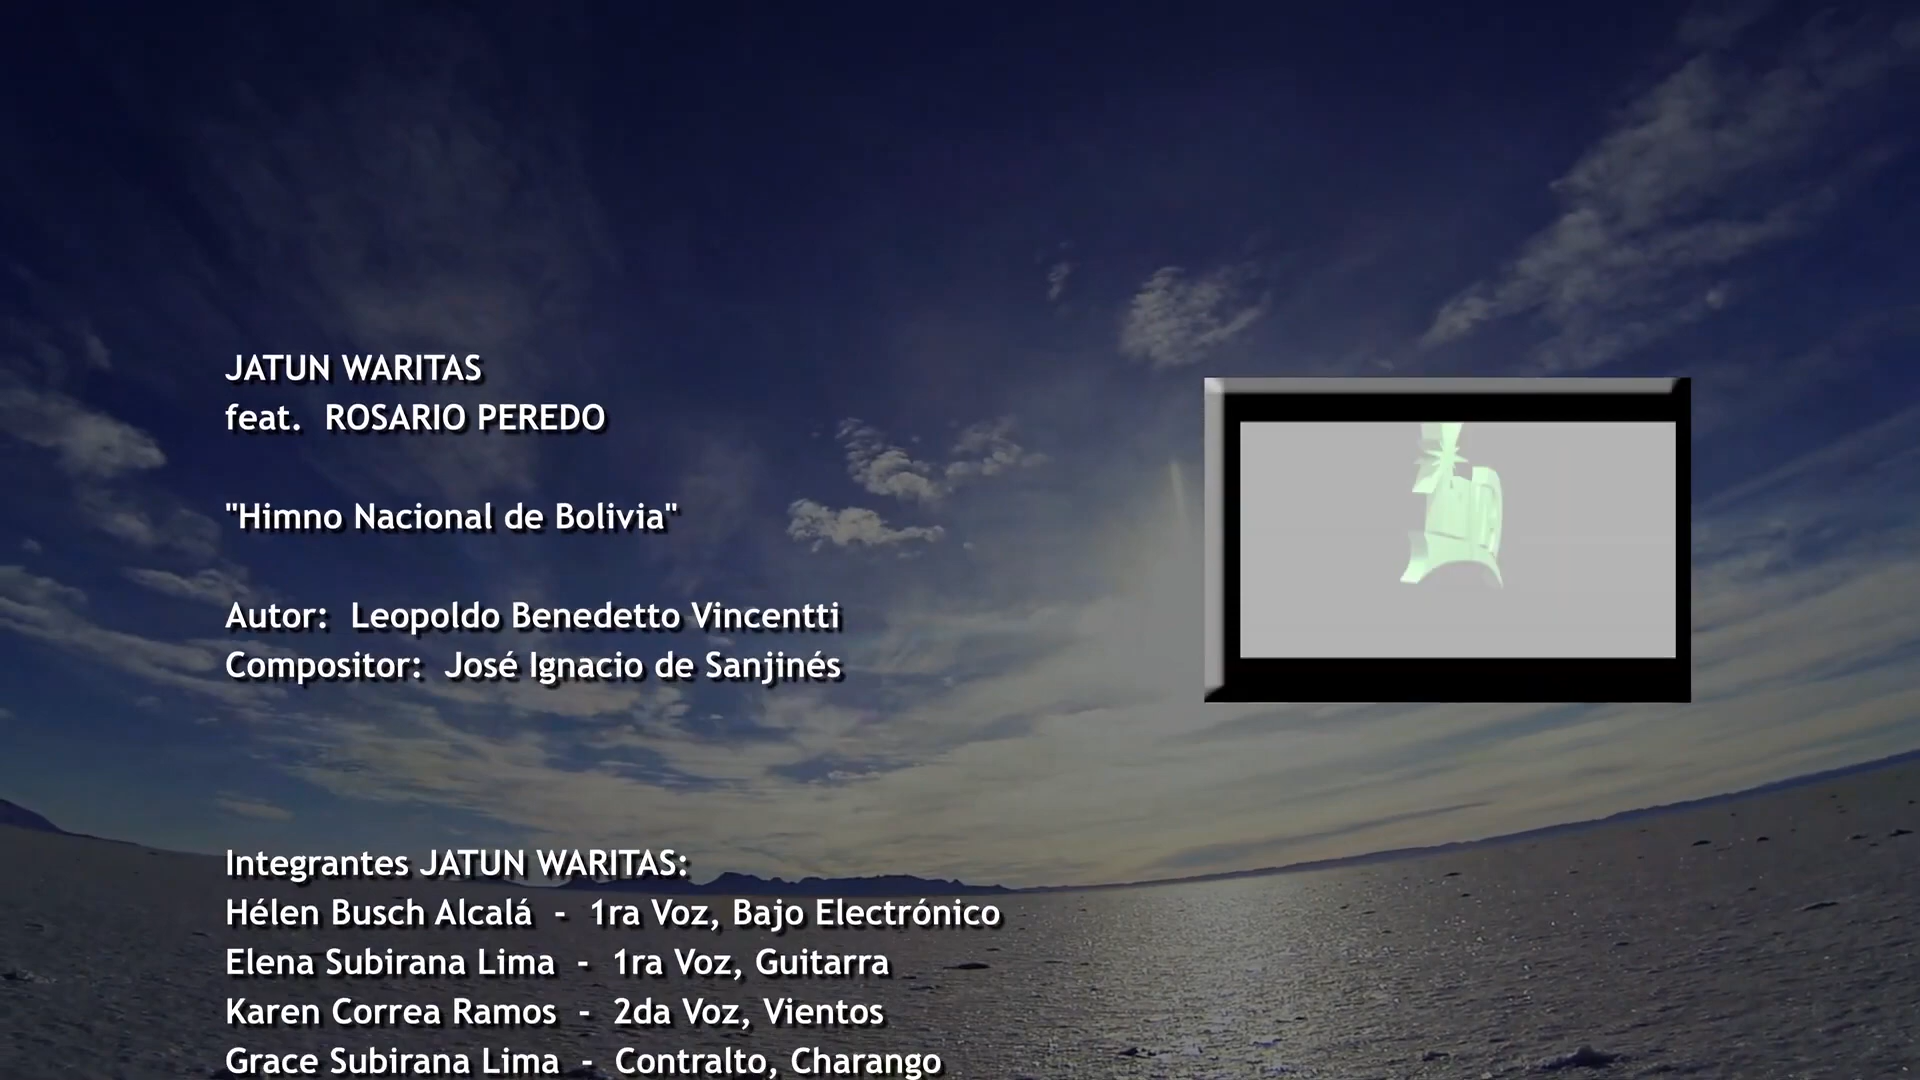 JATUN WARITAS
feat. ROSARIO PEREDO
"Himno Nacional de Bolivia"
Autor: Leopoldo Benedetto Vincentti
Compositor: José Ignacio de Sanjinés
Integrantes JATUN WARITAS:
Hélen Busch Alcalá - 1ra Voz, Bajo Electrónico
Elena Subirana Lima - 1ra Voz, Guitarra
Karen Correa Ramos - 2da Voz, Vientos
Grace Subirana Lima - Contralto, Charango